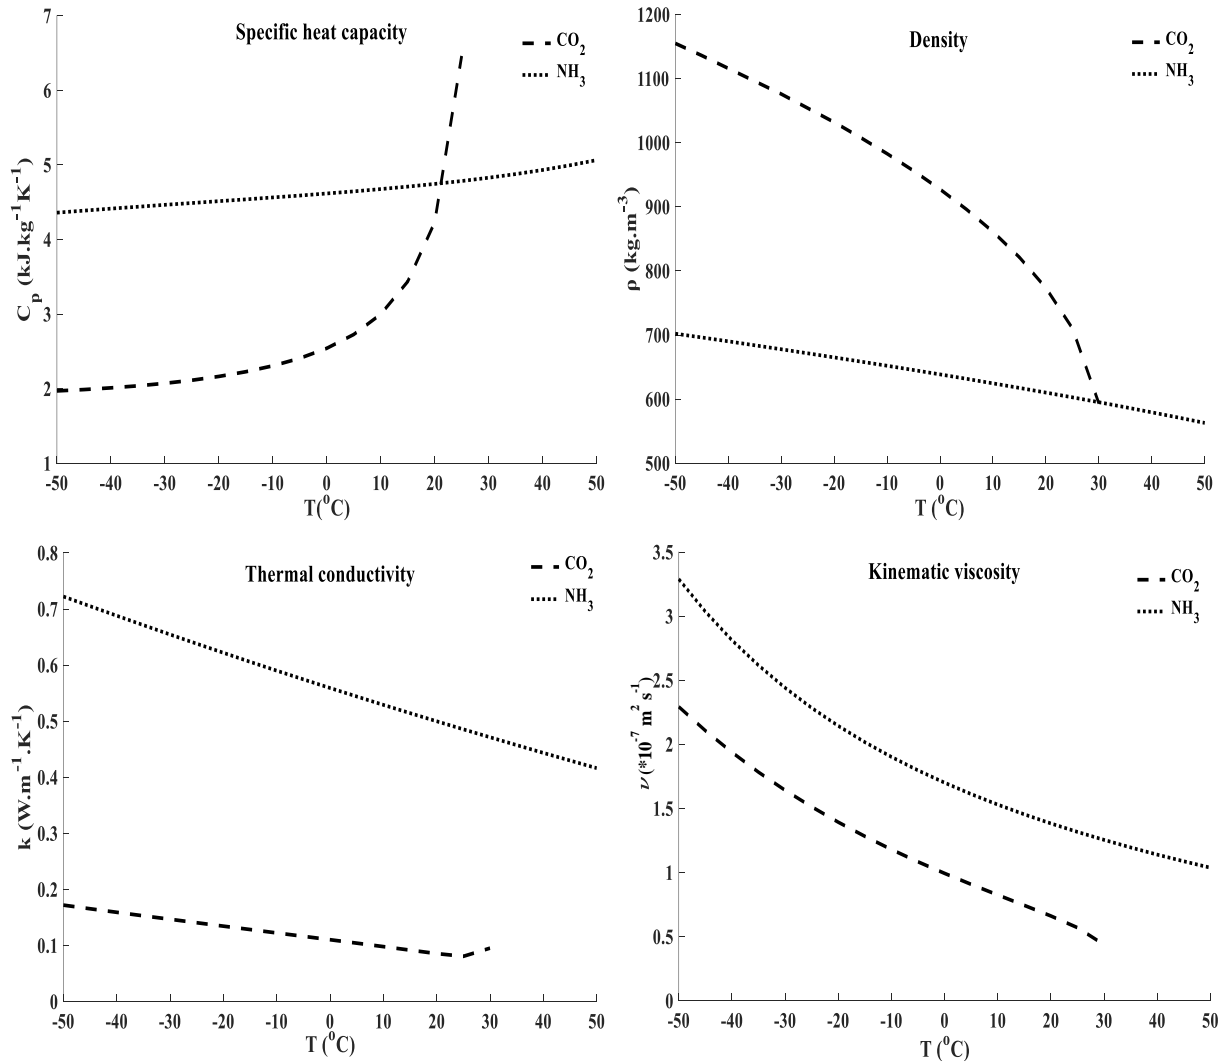 Specific heat capacity
CO2
NH3
7
6
5
4
3
2
1
Cp (kJ.kg⁻¹K⁻¹)
-50 -40 -30 -20 -10 0 10 20 30 40 50
T(⁰C)
Density
CO2
NH3
1200
1100
1000
900
800
700
600
500
ρ (kg.m⁻³)
-50 -40 -30 -20 -10 0 10 20 30 40 50
T (⁰C)
Thermal conductivity
CO2
NH3
0.8
0.7
0.6
0.5
0.4
0.3
0.2
0.1
0
k (W.m⁻¹.K⁻¹)
-50 -40 -30 -20 -10 0 10 20 30 40 50
T (⁰C)
Kinematic viscosity
CO2
NH3
3.5
3
2.5
2
1.5
1
0.5
0
ν (*10⁻⁷ m² s⁻¹)
-50 -40 -30 -20 -10 0 10 20 30 40 50
T (⁰C)